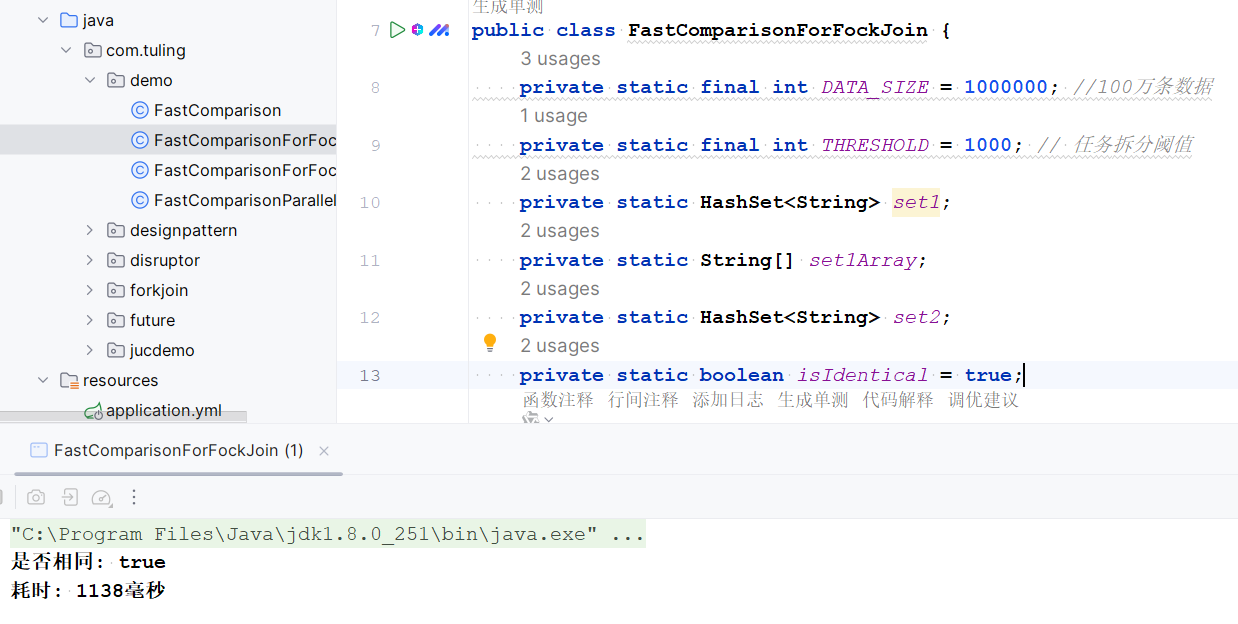 java
com.tuling
demo
FastComparison
FastComparisonForFoc
FastComparisonForFoc
FastComparisonParallel
designpattern
disruptor
forkjoin
future
jucdemo
resources
application.yml
生成单测
7 public class FastComparisonForFockJoin {
3 usages
8 private static final int DATA_SIZE = 1000000; //100万条数据
1 usage
9 private static final int THRESHOLD = 1000; // 任务拆分阈值
2 usages
10 private static HashSet<String> set1;
2 usages
11 private static String[] set1Array;
2 usages
12 private static HashSet<String> set2;
2 usages
13 private static boolean isIdentical = true;
函数注释 行间注释 添加日志 生成单测 代码解释 调优建议
FastComparisonForFockJoin (1)
"C:\Program Files\Java\jdk1.8.0_251\bin\java.exe" ...
是否相同: true
耗时: 1138毫秒